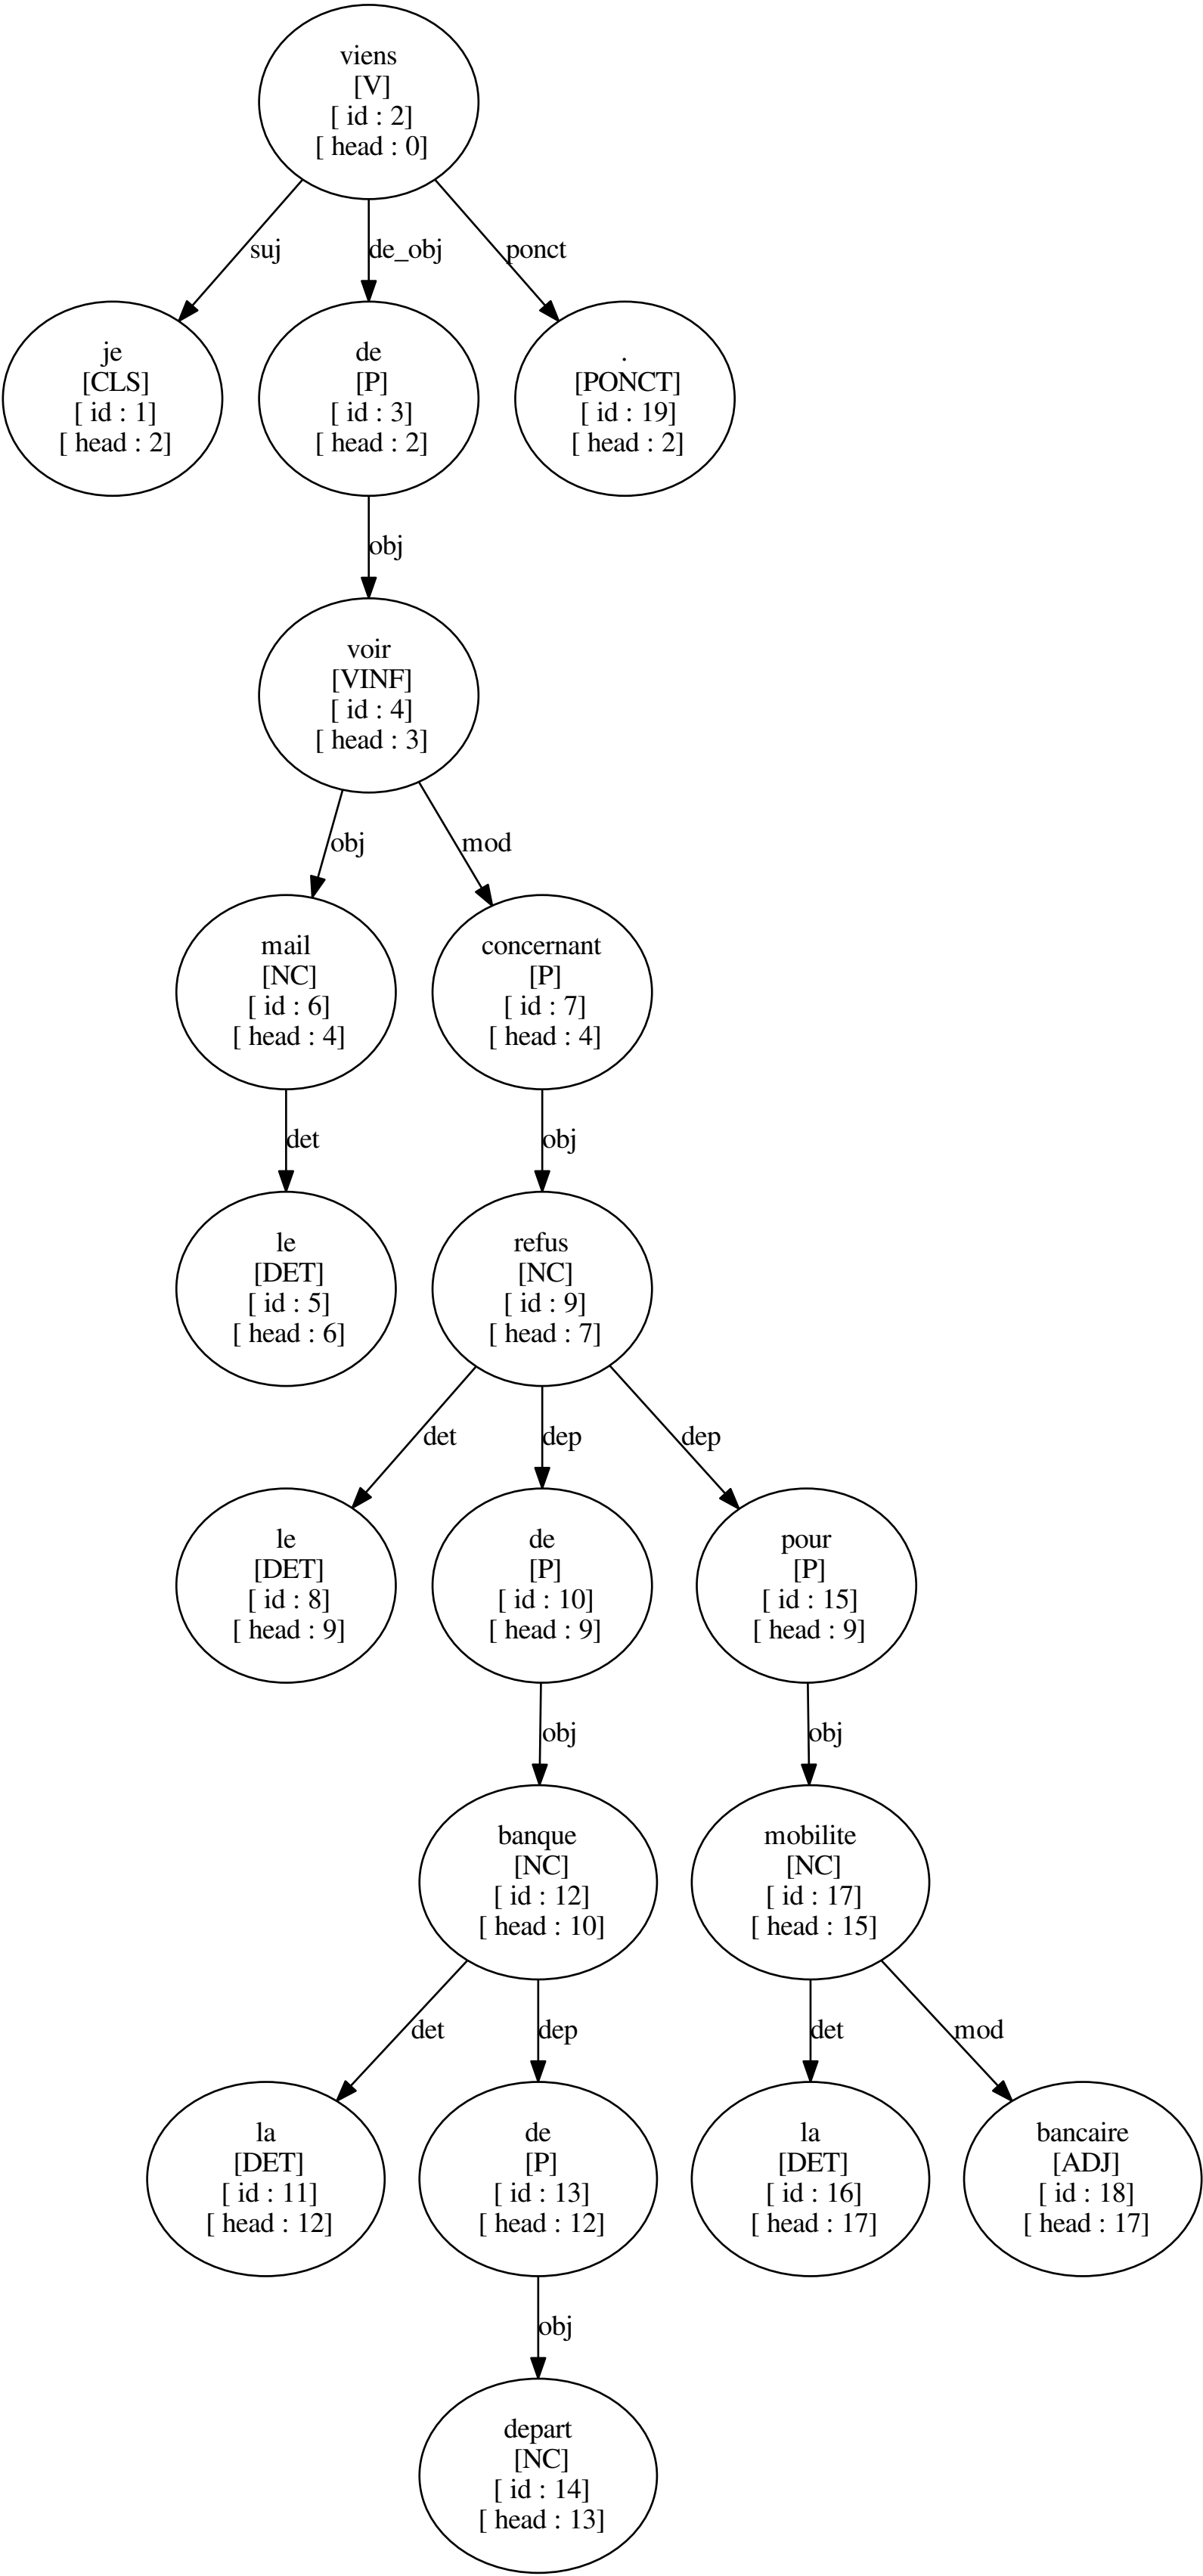 viens
[V]
[ id : 2]
[ head : 0]
suj
de_obj
ponct
je
[CLS]
[ id : 1]
[ head : 2]
de
[P]
[ id : 3]
[ head : 2]
.
[PONCT]
[ id : 19]
[ head : 2]
obj
voir
[VINF]
[ id : 4]
[ head : 3]
obj
mod
mail
[NC]
[ id : 6]
[ head : 4]
concernant
[P]
[ id : 7]
[ head : 4]
det
obj
le
[DET]
[ id : 5]
[ head : 6]
refus
[NC]
[ id : 9]
[ head : 7]
det
dep
dep
le
[DET]
[ id : 8]
[ head : 9]
de
[P]
[ id : 10]
[ head : 9]
pour
[P]
[ id : 15]
[ head : 9]
obj
obj
banque
[NC]
[ id : 12]
[ head : 10]
mobilite
[NC]
[ id : 17]
[ head : 15]
det
dep
det
mod
la
[DET]
[ id : 11]
[ head : 12]
de
[P]
[ id : 13]
[ head : 12]
la
[DET]
[ id : 16]
[ head : 17]
bancaire
[ADJ]
[ id : 18]
[ head : 17]
obj
depart
[NC]
[ id : 14]
[ head : 13]